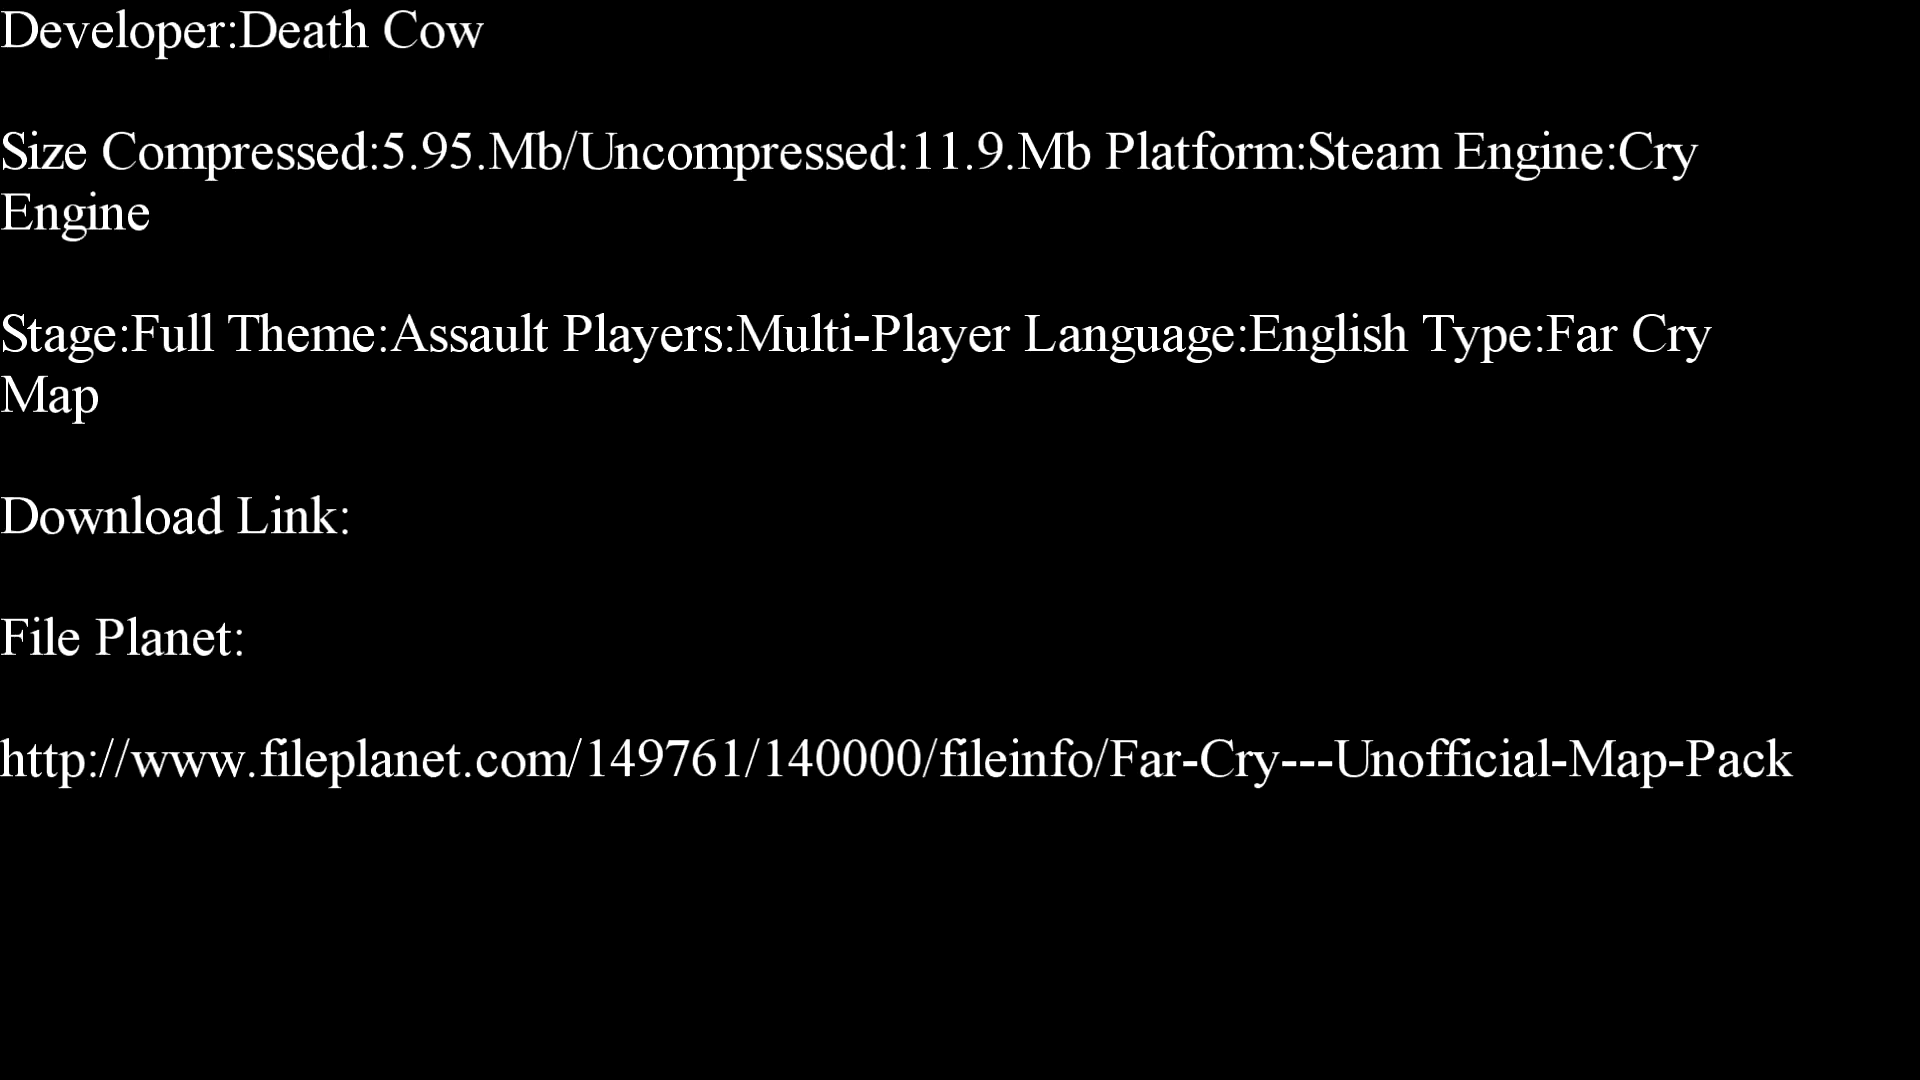 Developer:Death Cow
Size Compressed:5.95.Mb/Uncompressed:11.9.Mb Platform:Steam Engine:Cry
Engine
Stage:Full Theme:Assault Players:Multi-Player Language:English Type:Far Cry
Map
Download Link:
File Planet:
http://www.fileplanet.com/149761/140000/fileinfo/Far-Cry---Unofficial-Map-Pack